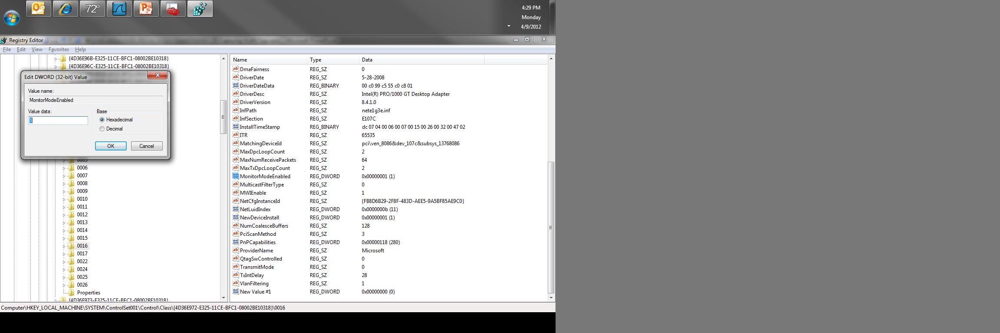 72°
4:29 PM
Monday
4/9/2012
Registry Editor
File Edit View Favorites Help
{4D36E96B-E325-11CE-BFC1-08002BE10318}
{4D36E96C-E325-11CE-BFC1-08002BE10318}
Edit DWORD (32-bit) Value
Value name:
MonitorModeEnabled
Value data:
1
Base
Hexadecimal
Decimal
OK Cancel
0005
0006
0007
0008
0009
0010
0011
0012
0013
0014
0015
0016
0017
0022
0024
0025
0026
Properties
{4D36E973-E325-11CE-BFC1-08002BE10318}
Name Type Data
DmaFairness REG_SZ 0
DriverDate REG_SZ 5-28-2008
DriverDateData REG_BINARY 00 c0 99 c5 55 c0 c8 01
DriverDesc REG_SZ Intel(R) PRO/1000 GT Desktop Adapter
DriverVersion REG_SZ 8.4.1.0
InfPath REG_SZ nete1g3e.inf
InfSection REG_SZ E107C
InstallTimeStamp REG_BINARY dc 07 04 00 06 00 07 00 15 00 26 00 32 00 47 02
ITR REG_SZ 65535
MatchingDeviceId REG_SZ pci\ven_8086&dev_107c&subsys_13768086
MaxDpcLoopCount REG_SZ 2
MaxNumReceivePackets REG_SZ 64
MaxTxDpcLoopCount REG_SZ 2
MonitorModeEnabled REG_DWORD 0x00000001 (1)
MulticastFilterType REG_SZ 0
MWIEnable REG_SZ 1
NetCfgInstanceId REG_SZ {FB8D6B29-2F8F-483D-AEE5-9A5BF85AE9C0}
NetLuidIndex REG_DWORD 0x0000000b (11)
NewDeviceInstall REG_DWORD 0x00000001 (1)
NumCoalesceBuffers REG_SZ 128
PciScanMethod REG_SZ 3
PnPCapabilities REG_DWORD 0x00000118 (280)
ProviderName REG_SZ Microsoft
QtagSwControlled REG_SZ 0
TransmitMode REG_SZ 0
TxIntDelay REG_SZ 28
VlanFiltering REG_SZ 1
New Value #1 REG_DWORD 0x00000000 (0)
Computer\HKEY_LOCAL_MACHINE\SYSTEM\ControlSet001\Control\Class\{4D36E972-E325-11CE-BFC1-08002BE10318}\0016